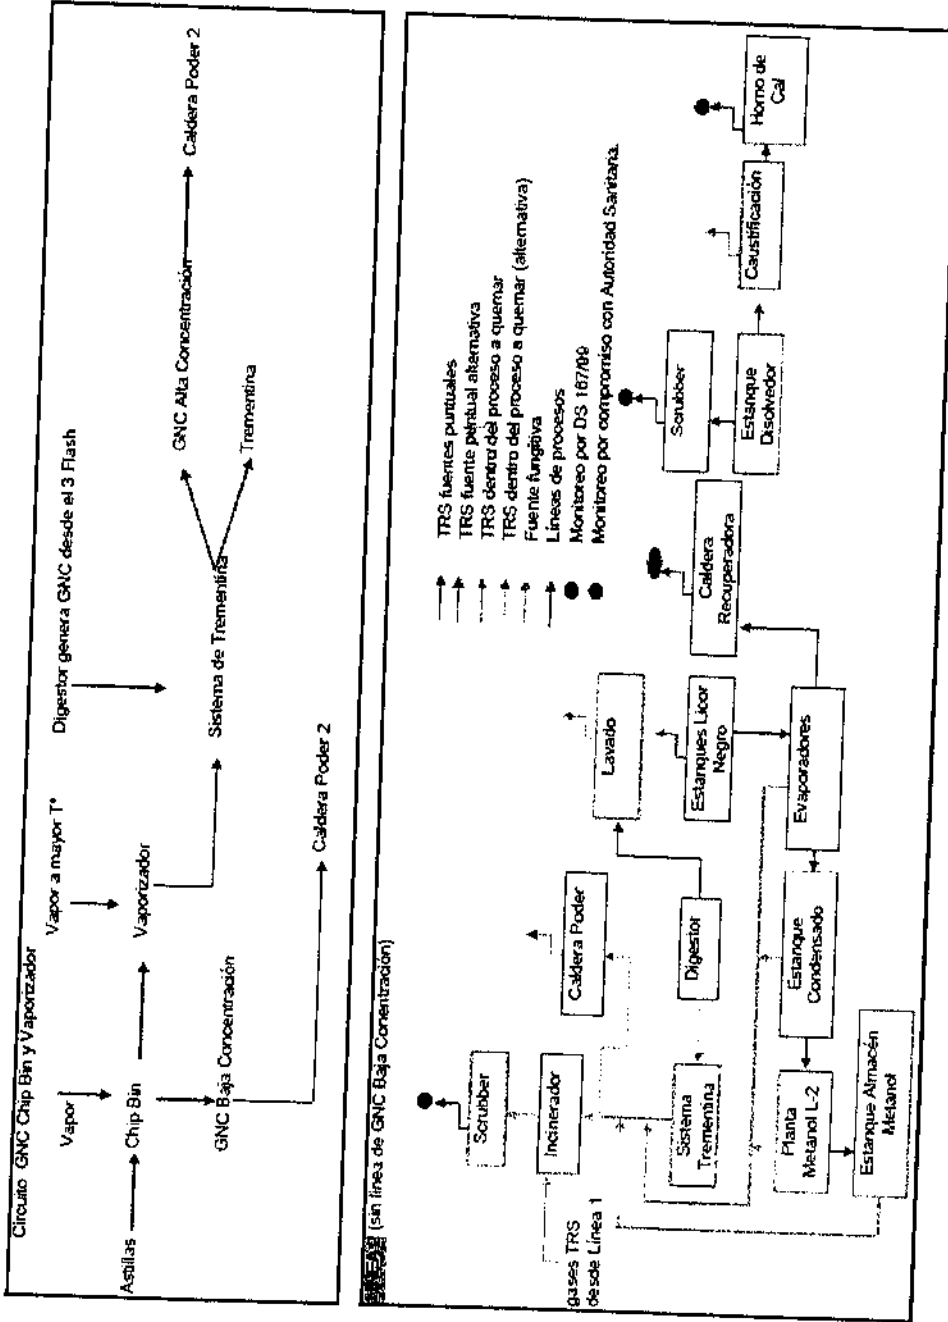 Circuito GNC Chip Bin y Vaporizador
Vapor
Vapor a mayor T°
Digestor genera GNC desde el 3 Flash
Astillas
Chip Bin
Vaporizador
Sistema de Trementina
GNC Alta Concentración
Caldera Poder 2
Trementina
GNC Baja Concentración
Caldera Poder 2
(sin línea de GNC Baja Conentración)
TRS fuentes puntuales
TRS fuente puntual alternativa
TRS dentro del proceso a quemar
TRS dentro del proceso a quemar (alternativa)
Fuente fungitiva
Líneas de procesos
Monitoreo por DS 167/99
Monitoreo por compromiso con Autoridad Sanitaria.
Scrubber
Incinerador
gases TRS
desde Línea 1
Caldera Poder
Lavado
Sistema
Trementina
Digestor
Estanques Licor
Negro
Caldera
Recuperadora
Scrubber
Estanque
Disolvedor
Caustificación
Horno de
Cal
Planta
Metanol L-2
Estanque
Condensado
Evaporadores
Estanque Almacén
Metanol